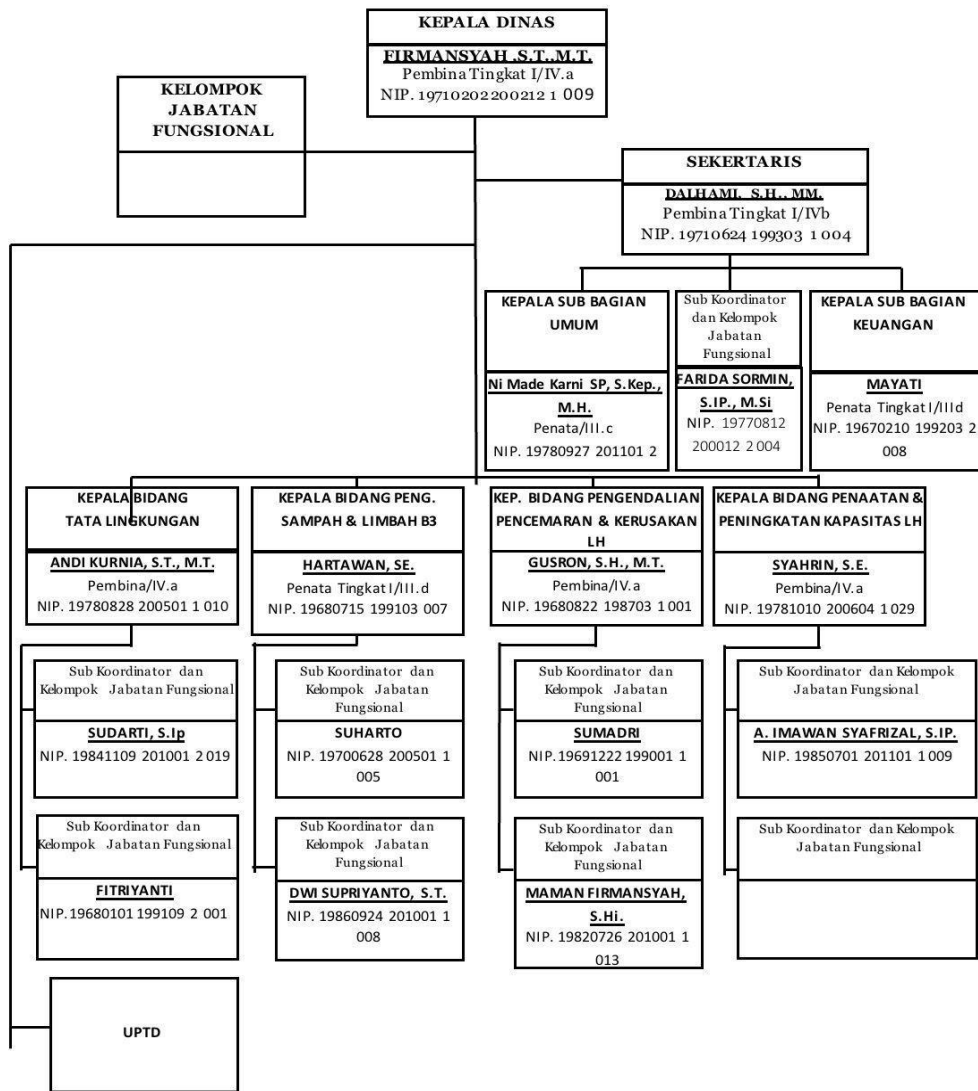 KEPALA DINAS
FIRMANSYAH .S.T..M.T.
Pembina Tingkat I/IV.a
NIP. 19710202200212 1 009
KELOMPOK
JABATAN
FUNGSIONAL
SEKERTARIS
DALHAMI. S.H.. MM.
Pembina Tingkat I/IVb
NIP. 19710624 199303 1 004
KEPALA SUB BAGIAN
UMUM
Ni Made Karni SP, S.Kep.,
M.H.
Penata/III.c
NIP. 19780927 201101 2
Sub Koordinator
dan Kelompok
Jabatan
Fungsional
FARIDA SORMIN,
S.IP., M.Si
NIP. 19770812
200012 2 004
KEPALA SUB BAGIAN
KEUANGAN
MAYATI
Penata Tingkat I/IIId
NIP. 19670210 199203 2
008
KEPALA BIDANG
TATA LINGKUNGAN
ANDI KURNIA, S.T., M.T.
Pembina/IV.a
NIP. 19780828 200501 1 010
KEPALA BIDANG PENG.
SAMPAH & LIMBAH B3
HARTAWAN, SE.
Penata Tingkat I/III.d
NIP. 19680715 199103 007
KEP. BIDANG PENGENDALIAN
PENCEMARAN & KERUSAKAN
LH
GUSRON, S.H., M.T.
Pembina/IV.a
NIP. 19680822 198703 1 001
KEPALA BIDANG PENAATAN &
PENINGKATAN KAPASITAS LH
SYAHRIN, S.E.
Pembina/IV.a
NIP. 19781010 200604 1 029
Sub Koordinator dan
Kelompok Jabatan Fungsional
SUDARTI, S.Ip
NIP. 19841109 201001 2 019
Sub Koordinator dan
Kelompok Jabatan
Fungsional
SUHARTO
NIP. 19700628 200501 1
005
Sub Koordinator dan
Kelompok Jabatan
Fungsional
SUMADRI
NIP.19691222 199001 1
001
Sub Koordinator dan Kelompok
Jabatan Fungsional
A. IMAWAN SYAFRIZAL, S.IP.
NIP. 19850701 201101 1 009
Sub Koordinator dan
Kelompok Jabatan Fungsional
FITRIYANTI
NIP.19680101 199109 2 001
Sub Koordinator dan
Kelompok Jabatan
Fungsional
DWI SUPRIYANTO, S.T.
NIP. 19860924 201001 1
008
Sub Koordinator dan
Kelompok Jabatan
Fungsional
MAMAN FIRMANSYAH,
S.Hi.
NIP. 19820726 201001 1
013
Sub Koordinator dan Kelompok
Jabatan Fungsional
UPTD